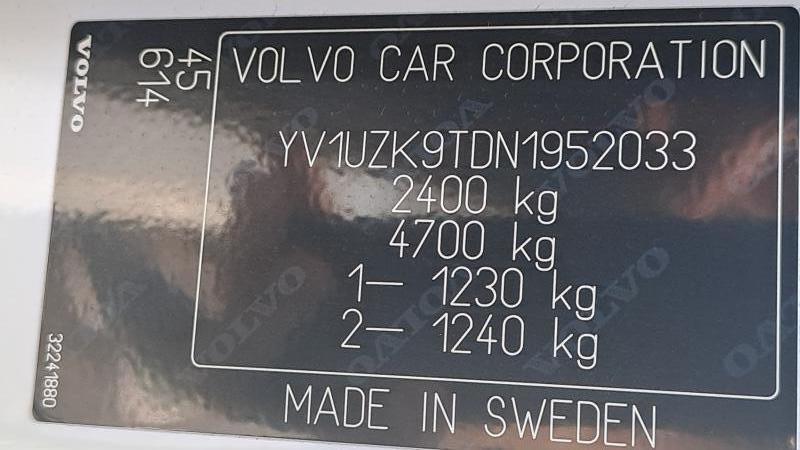 VOLVO
45
614
VOLVO CAR CORPORATION
YV1UZK9TDN1952033
2400 kg
4700 kg
1— 1230 kg
2— 1240 kg
32241880
MADE IN SWEDEN